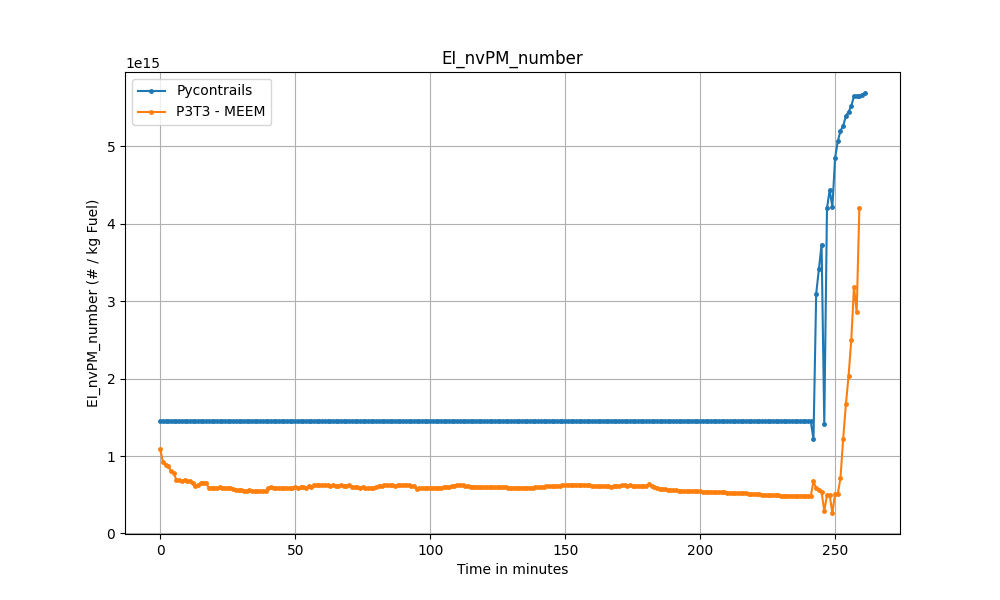 EI_nvPM_number
1e15
Pycontrails
P3T3 - MEEM
EI_nvPM_number (# / kg Fuel)
5
4
3
2
1
0
0 50 100 150 200 250
Time in minutes